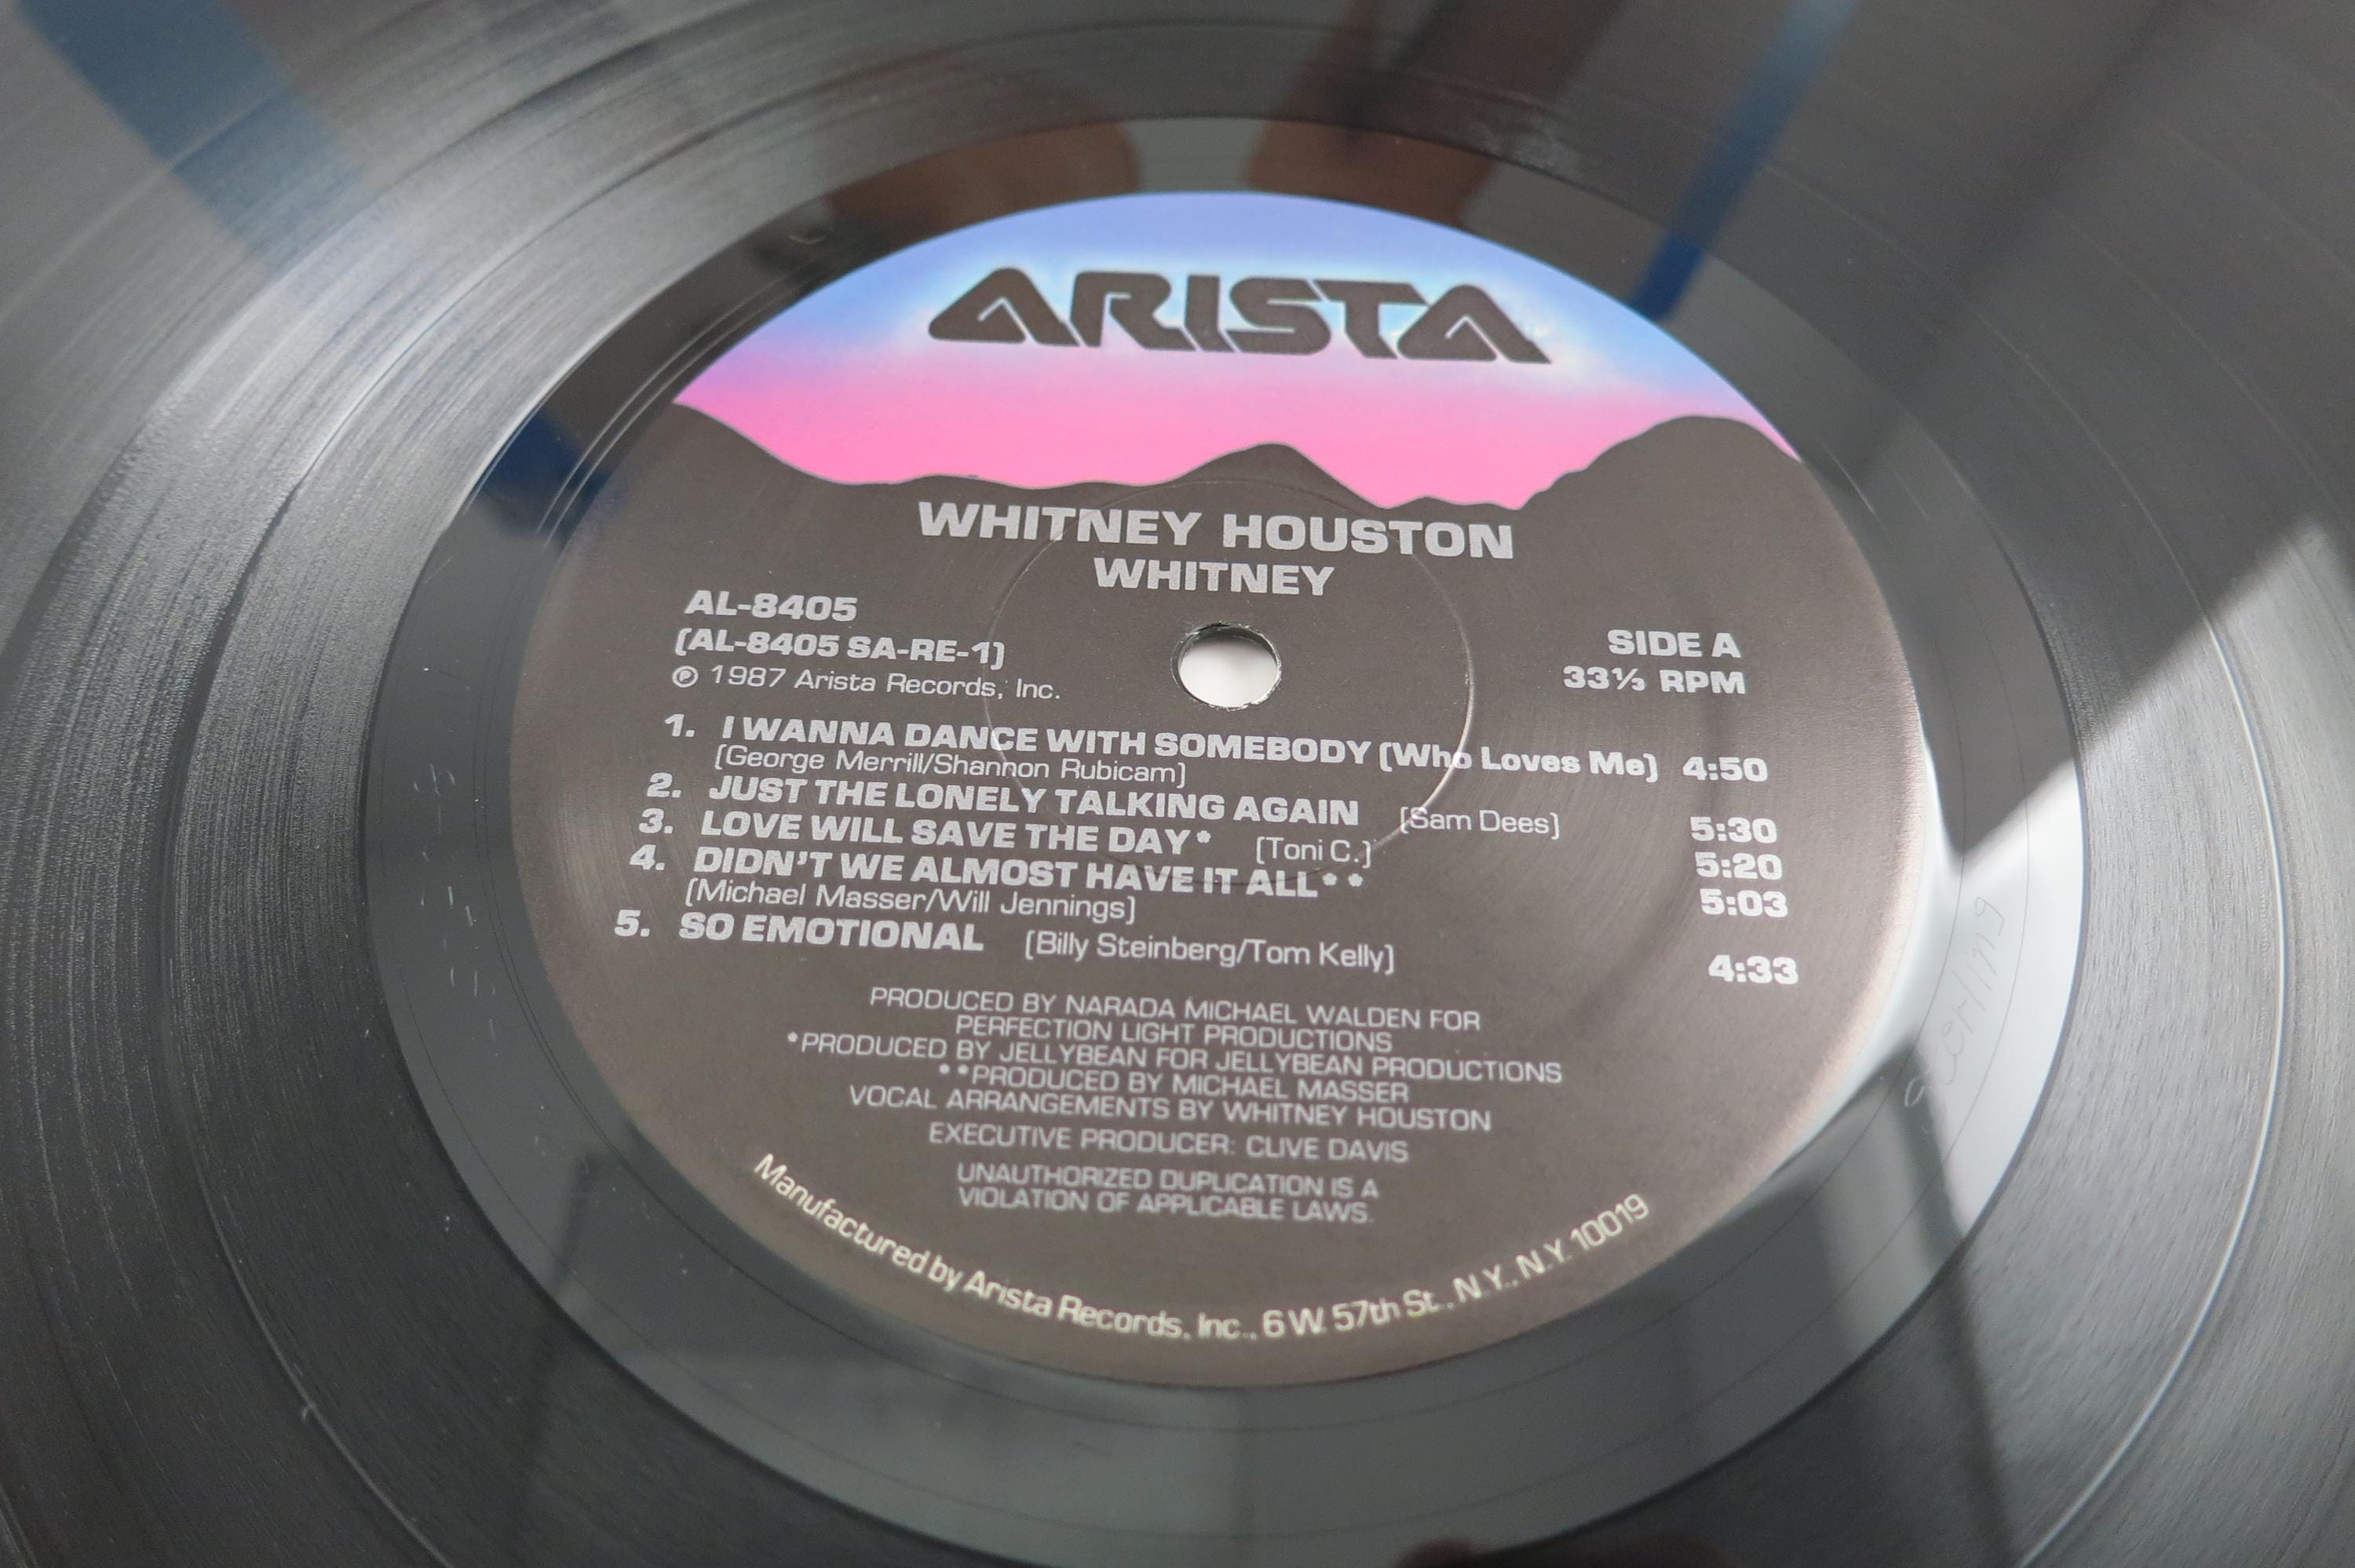 ARISTA
WHITNEY HOUSTON
WHITNEY
AL-8405
(AL-8405 SA-RE-1)
℗ 1987 Arista Records, Inc.
SIDE A
33⅓ RPM
1. I WANNA DANCE WITH SOMEBODY (Who Loves Me) 4:50
(George Merrill/Shannon Rubicam)
2. JUST THE LONELY TALKING AGAIN (Sam Dees) 5:30
3. LOVE WILL SAVE THE DAY* (Toni C.) 5:20
4. DIDN'T WE ALMOST HAVE IT ALL** 5:03
(Michael Masser/Will Jennings)
5. SO EMOTIONAL (Billy Steinberg/Tom Kelly) 4:33
PRODUCED BY NARADA MICHAEL WALDEN FOR
PERFECTION LIGHT PRODUCTIONS
*PRODUCED BY JELLYBEAN FOR JELLYBEAN PRODUCTIONS
**PRODUCED BY MICHAEL MASSER
VOCAL ARRANGEMENTS BY WHITNEY HOUSTON
EXECUTIVE PRODUCER: CLIVE DAVIS
UNAUTHORIZED DUPLICATION IS A
VIOLATION OF APPLICABLE LAWS.
Manufactured by Arista Records, Inc., 6 W. 57th St., N.Y., N.Y. 10019